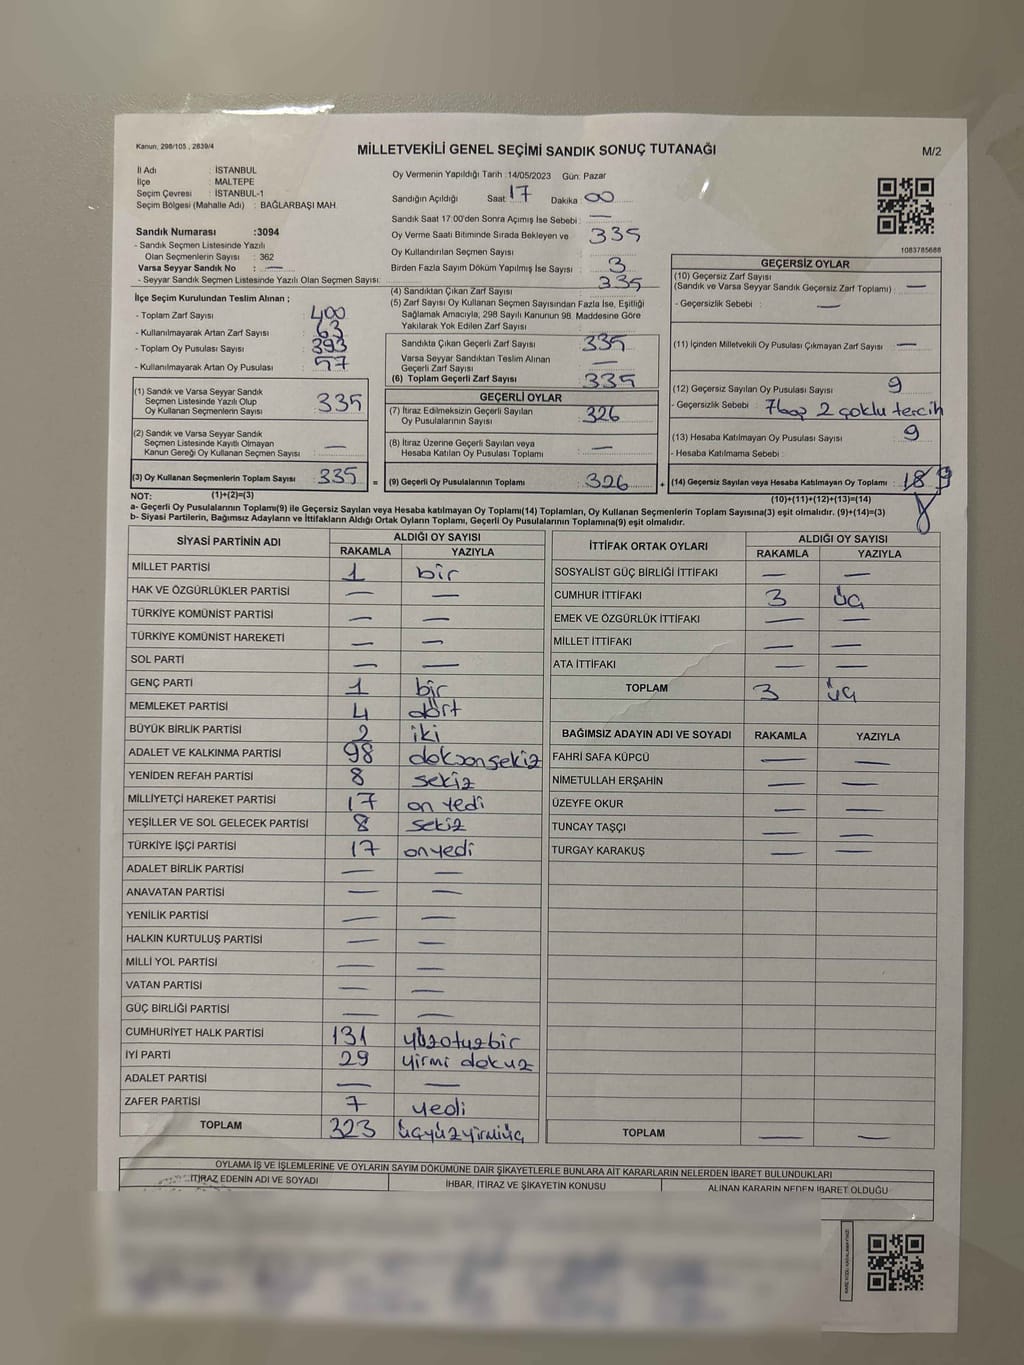 Kanun, 298/105 , 2839/4
MİLLETVEKİLİ GENEL SEÇİMİ SANDIK SONUÇ TUTANAĞI
M/2
İl Adı : İSTANBUL
İlçe : MALTEPE
Seçim Çevresi : İSTANBUL-1
Seçim Bölgesi (Mahalle Adı) : BAĞLARBAŞI MAH.
Sandık Numarası :3094
- Sandık Seçmen Listesinde Yazılı
Olan Seçmenlerin Sayısı : 362
Varsa Seyyar Sandık No : —
- Seyyar Sandık Seçmen Listesinde Yazılı Olan Seçmen Sayısı:
İlçe Seçim Kurulundan Teslim Alınan ;
- Toplam Zarf Sayısı : 400
- Kullanılmayarak Artan Zarf Sayısı : 63
- Toplam Oy Pusulası Sayısı : 393
- Kullanılmayarak Artan Oy Pusulası : 57
(1) Sandık ve Varsa Seyyar Sandık
Seçmen Listesinde Yazılı Olup
Oy Kullanan Seçmenlerin Sayısı : 335
(2) Sandık ve Varsa Seyyar Sandık
Seçmen Listesinde Kayıtlı Olmayan
Kanun Gereği Oy Kullanan Seçmen Sayısı : —
(3) Oy Kullanan Seçmenlerin Toplam Sayısı : 335 =
Oy Vermenin Yapıldığı Tarih :14/05/2023 Gün: Pazar
Sandığın Açıldığı Saat: 17 Dakika: 00
Sandık Saat 17:00'den Sonra Açımış İse Sebebi : —
Oy Verme Saati Bitiminde Sırada Bekleyen ve
Oy Kullandırılan Seçmen Sayısı : 335
Birden Fazla Sayım Döküm Yapılmış İse Sayısı : 3
(4) Sandıktan Çıkan Zarf Sayısı : 335
(5) Zarf Sayısı Oy Kullanan Seçmen Sayısından Fazla İse, Eşitliği
Sağlamak Amacıyla, 298 Sayılı Kanunun 98. Maddesine Göre
Yakılarak Yok Edilen Zarf Sayısı :
Sandıkta Çıkan Geçerli Zarf Sayısı : 335
Varsa Seyyar Sandıktan Teslim Alınan
Geçerli Zarf Sayısı : —
(6) Toplam Geçerli Zarf Sayısı : 335
GEÇERLİ OYLAR
(7) İtiraz Edilmeksizin Geçerli Sayılan
Oy Pusulalarının Sayısı : 326
(8) İtiraz Üzerine Geçerli Sayılan veya
Hesaba Katılan Oy Pusulası Toplamı : —
(9) Geçerli Oy Pusulalarının Toplamı : 326 +
1083785688
GEÇERSİZ OYLAR
(10) Geçersiz Zarf Sayısı
(Sandık ve Varsa Seyyar Sandık Geçersiz Zarf Toplamı) : —
- Geçersizlik Sebebi : —
(11) İçinden Milletvekili Oy Pusulası Çıkmayan Zarf Sayısı : —
(12) Geçersiz Sayılan Oy Pusulası Sayısı : 9
- Geçersizlik Sebebi : 7 boş 2 çoklu tercih
(13) Hesaba Katılmayan Oy Pusulası Sayısı : 9
- Hesaba Katılmama Sebebi :
(14) Geçersiz Sayılan veya Hesaba Katılmayan Oy Toplamı : 18 9
NOT: (1)+(2)=(3)
(10)+(11)+(12)+(13)=(14)
a- Geçerli Oy Pusulalarının Toplamı(9) ile Geçersiz Sayılan veya Hesaba Katılmayan oy Toplamı(14) Toplamları, Oy Kullanan Seçmenlerin Toplam Sayısına(3) eşit olmalıdır. (9)+(14)=(3)
b- Siyasi Partilerin, Bağımsız Adayların ve İttifakların Aldığı Ortak Oyların Toplamı, Geçerli Oy Pusulalarının Toplamına(9) eşit olmalıdır.
SİYASİ PARTİNİN ADI ALDIĞI OY SAYISI
RAKAMLA YAZIYLA
MİLLET PARTİSİ 1 bir
HAK VE ÖZGÜRLÜKLER PARTİSİ — —
TÜRKİYE KOMÜNİST PARTİSİ — —
TÜRKİYE KOMÜNİST HAREKETİ — —
SOL PARTİ — —
GENÇ PARTİ 1 bir
MEMLEKET PARTİSİ 4 dört
BÜYÜK BİRLİK PARTİSİ 2 iki
ADALET VE KALKINMA PARTİSİ 98 doksonsekiz
YENİDEN REFAH PARTİSİ 8 sekiz
MİLLİYETÇİ HAREKET PARTİSİ 17 on yedi
YEŞİLLER VE SOL GELECEK PARTİSİ 8 sekiz
TÜRKİYE İŞÇİ PARTİSİ 17 onyedi
ADALET BİRLİK PARTİSİ — —
ANAVATAN PARTİSİ — —
YENİLİK PARTİSİ — —
HALKIN KURTULUŞ PARTİSİ — —
MİLLİ YOL PARTİSİ — —
VATAN PARTİSİ — —
GÜÇ BİRLİĞİ PARTİSİ — —
CUMHURİYET HALK PARTİSİ 131 yüzotuzbir
İYİ PARTİ 29 yirmi dokuz
ADALET PARTİSİ — —
ZAFER PARTİSİ 7 yedi
TOPLAM 323 üçyüzyirmiüç
İTTİFAK ORTAK OYLARI ALDIĞI OY SAYISI
RAKAMLA YAZIYLA
SOSYALİST GÜÇ BİRLİĞİ İTTİFAKI — —
CUMHUR İTTİFAKI 3 üç
EMEK VE ÖZGÜRLÜK İTTİFAKI — —
MİLLET İTTİFAKI — —
ATA İTTİFAKI — —
TOPLAM 3 üç
BAĞIMSIZ ADAYIN ADI VE SOYADI RAKAMLA YAZIYLA
FAHRİ SAFA KÜPCÜ — —
NİMETULLAH ERŞAHİN — —
ÜZEYFE OKUR — —
TUNCAY TAŞÇI — —
TURGAY KARAKUŞ — —
TOPLAM — —
OYLAMA İŞ VE İŞLEMLERİNE VE OYLARIN SAYIM DÖKÜMÜNE DAİR ŞİKAYETLERLE BUNLARA AİT KARARLARIN NELERDEN İBARET BULUNDUKLARI
İTİRAZ EDENİN ADI VE SOYADI İHBAR, İTİRAZ VE ŞİKAYETİN KONUSU ALINAN KARARIN NEDEN İBARET OLDUĞU